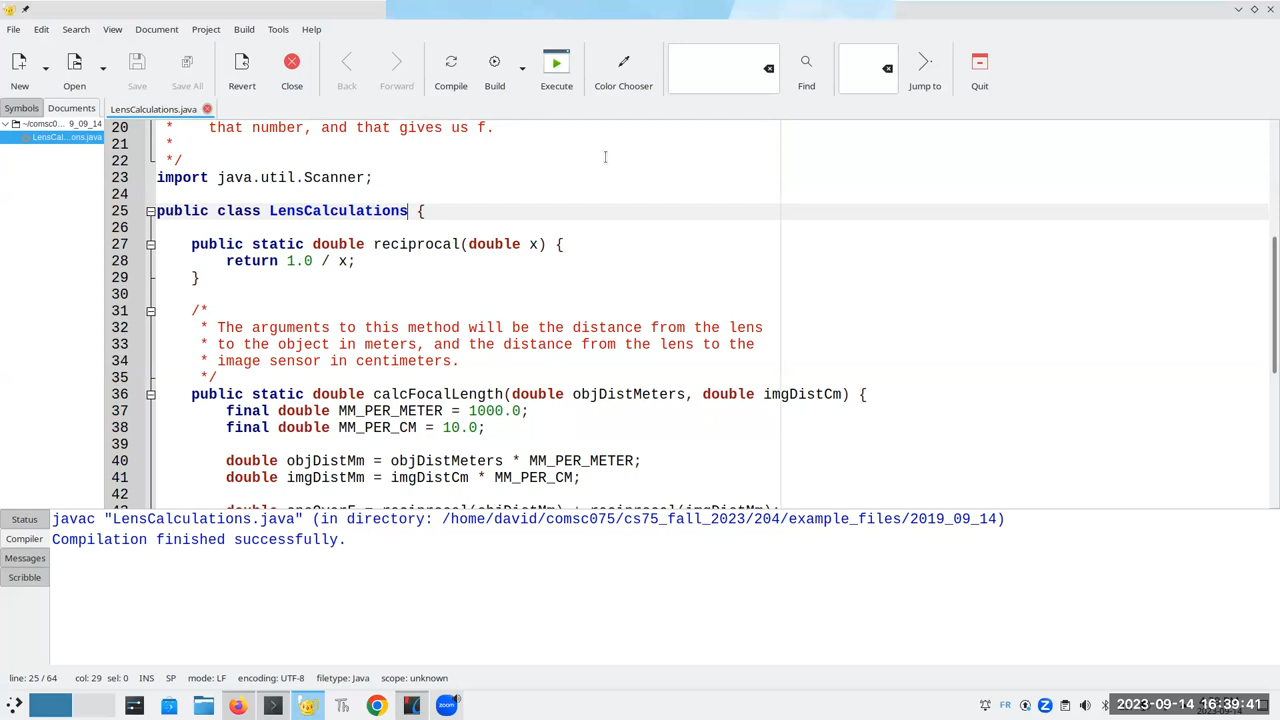 File Edit Search View Document Project Build Tools Help
New Open Save Save All Revert Close Back Forward Compile Build Execute Color Chooser Find Jump to Quit
Symbols Documents LensCalculations.java
~/comsc0... 9_09_14
LensCal...ons.java
20 * that number, and that gives us f.
21 *
22 */
23 import java.util.Scanner;
24
25 public class LensCalculations {
26
27 public static double reciprocal(double x) {
28 return 1.0 / x;
29 }
30
31 /*
32 * The arguments to this method will be the distance from the lens
33 * to the object in meters, and the distance from the lens to the
34 * image sensor in centimeters.
35 */
36 public static double calcFocalLength(double objDistMeters, double imgDistCm) {
37 final double MM_PER_METER = 1000.0;
38 final double MM_PER_CM = 10.0;
39
40 double objDistMm = objDistMeters * MM_PER_METER;
41 double imgDistMm = imgDistCm * MM_PER_CM;
42
Status
Compiler
Messages
Scribble
javac "LensCalculations.java" (in directory: /home/david/comsc075/cs75_fall_2023/204/example_files/2019_09_14)
Compilation finished successfully.
line: 25 / 64 col: 29 sel: 0 INS SP mode: LF encoding: UTF-8 filetype: Java scope: unknown
Th zoom FR 2023-09-14 16:39:41